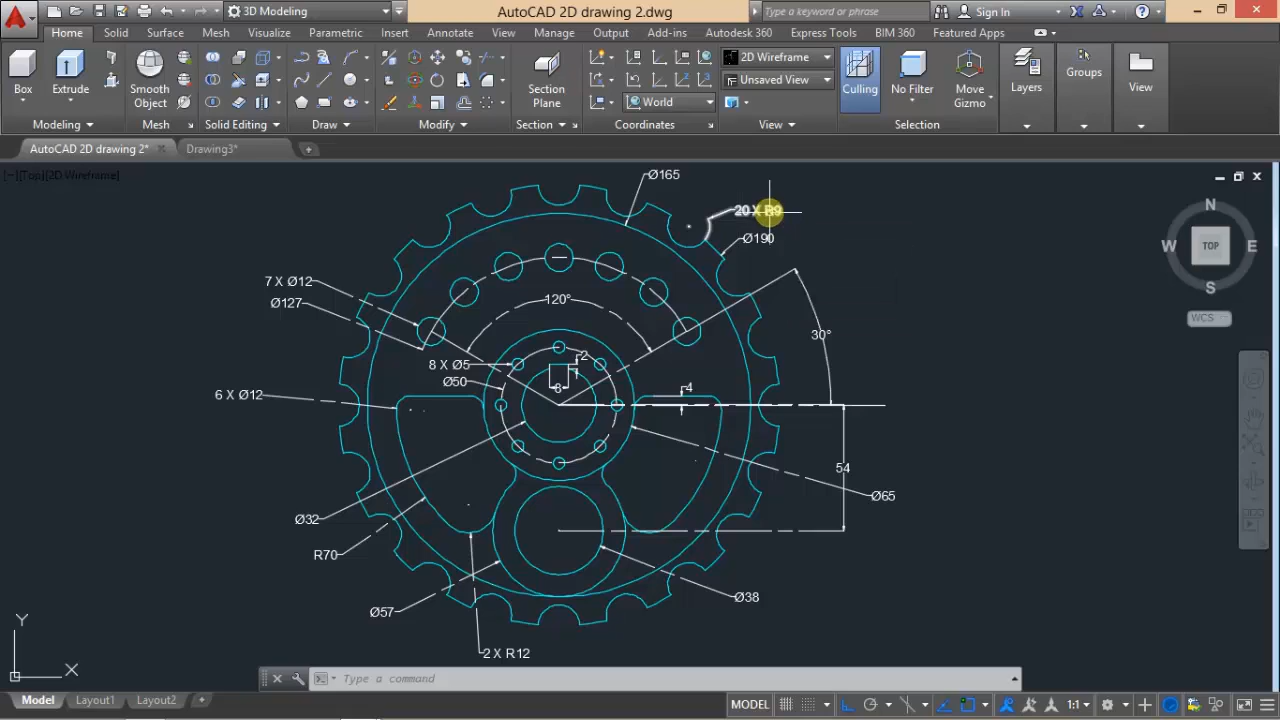 3D Modeling
AutoCAD 2D drawing 2.dwg
Type a keyword or phrase
Sign In
Home Solid Surface Mesh Visualize Parametric Insert Annotate View Manage Output Add-ins Autodesk 360 Express Tools BIM 360 Featured Apps
Box
Extrude
Smooth
Object
Section
Plane
World
2D Wireframe
Unsaved View
Culling
No Filter
Move
Gizmo
Layers
Groups
View
Modeling
Mesh
Solid Editing
Draw
Modify
Section
Coordinates
View
Selection
AutoCAD 2D drawing 2*
Drawing3*
[−][Top][2D Wireframe]
Ø165
20 X R9
Ø190
7 X Ø12
Ø127
120°
30°
8 X Ø5
Ø50
2
8
4
6 X Ø12
54
Ø65
Ø32
R70
Ø57
Ø38
2 X R12
N
W
TOP
E
S
WCS
Y
X
Type a command
Model Layout1 Layout2
MODEL
1:1